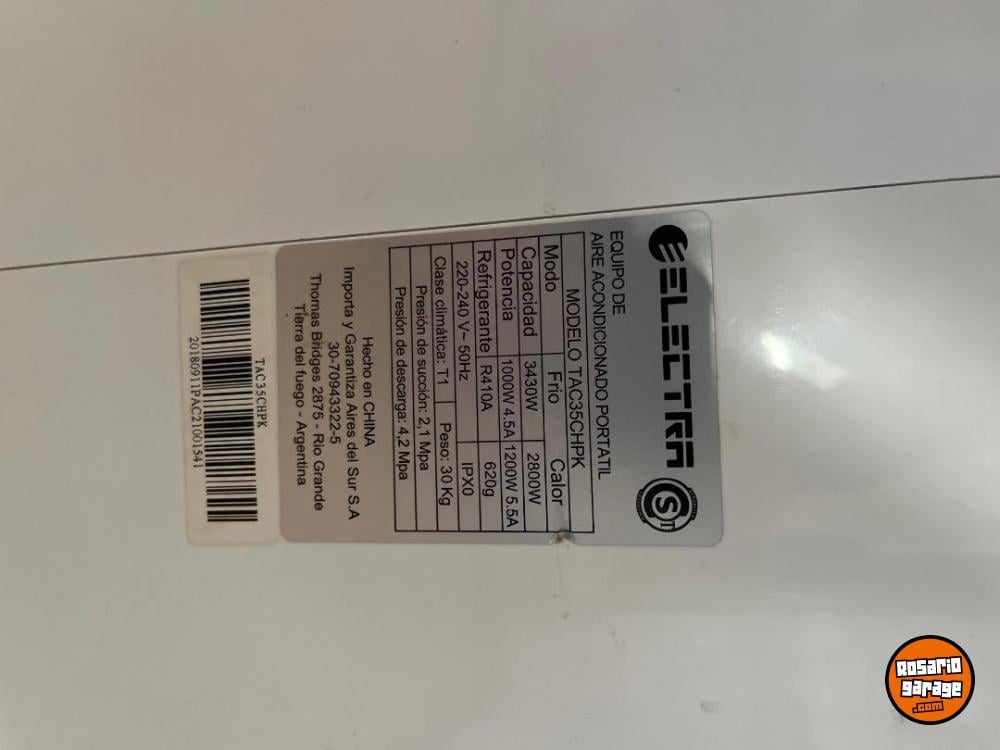 ELECTRA
S
EQUIPO DE
AIRE ACONDICIONADO PORTATIL
MODELO TAC35CHPK
Modo Frio Calor
Capacidad 3430W 2800W
Potencia 1000W 4.5A 1200W 5.5A
Refrigerante R410A 620g
220-240 V~ 50Hz IPX0
Clase climática: T1 Peso: 30 Kg
Presión de succión: 2,1 Mpa
Presión de descarga: 4,2 Mpa
Hecho en CHINA
Importa y Garantiza Aires del Sur S.A
30-70943322-5
Thomas Bridges 2875 - Rio Grande
Tierra del fuego - Argentina
TAC35CHPK
20180911PAC21001541
Rosario
garage
.com